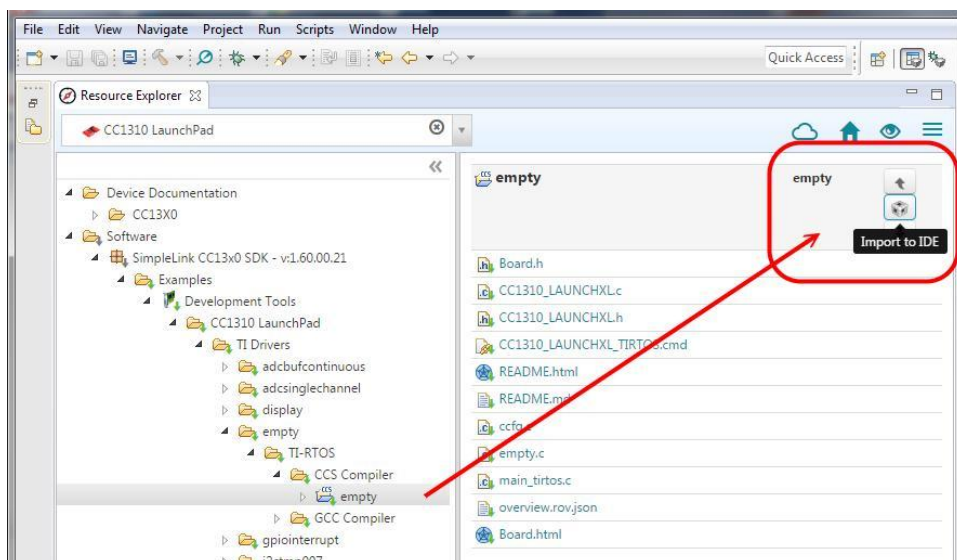 File Edit View Navigate Project Run Scripts Window Help
Quick Access
Resource Explorer
CC1310 LaunchPad
Device Documentation
CC13X0
Software
SimpleLink CC13x0 SDK - v:1.60.00.21
Examples
Development Tools
CC1310 LaunchPad
TI Drivers
adcbufcontinuous
adcsinglechannel
display
empty
TI-RTOS
CCS Compiler
empty
GCC Compiler
gpiointerrupt
empty
empty
Import to IDE
Board.h
CC1310_LAUNCHXL.c
CC1310_LAUNCHXL.h
CC1310_LAUNCHXL_TIRTOS.cmd
README.html
README.md
empty.c
main_tirtos.c
overview.rov.json
Board.html